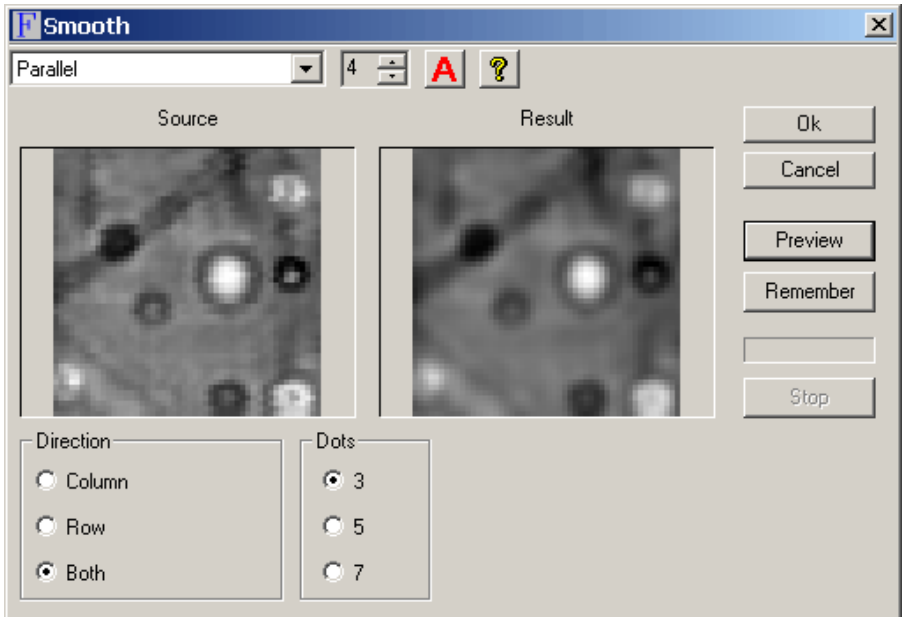 F Smooth
Parallel
4
A
?
Source
Result
Ok
Cancel
Preview
Remember
Stop
Direction
Column
Row
Both
Dots
3
5
7